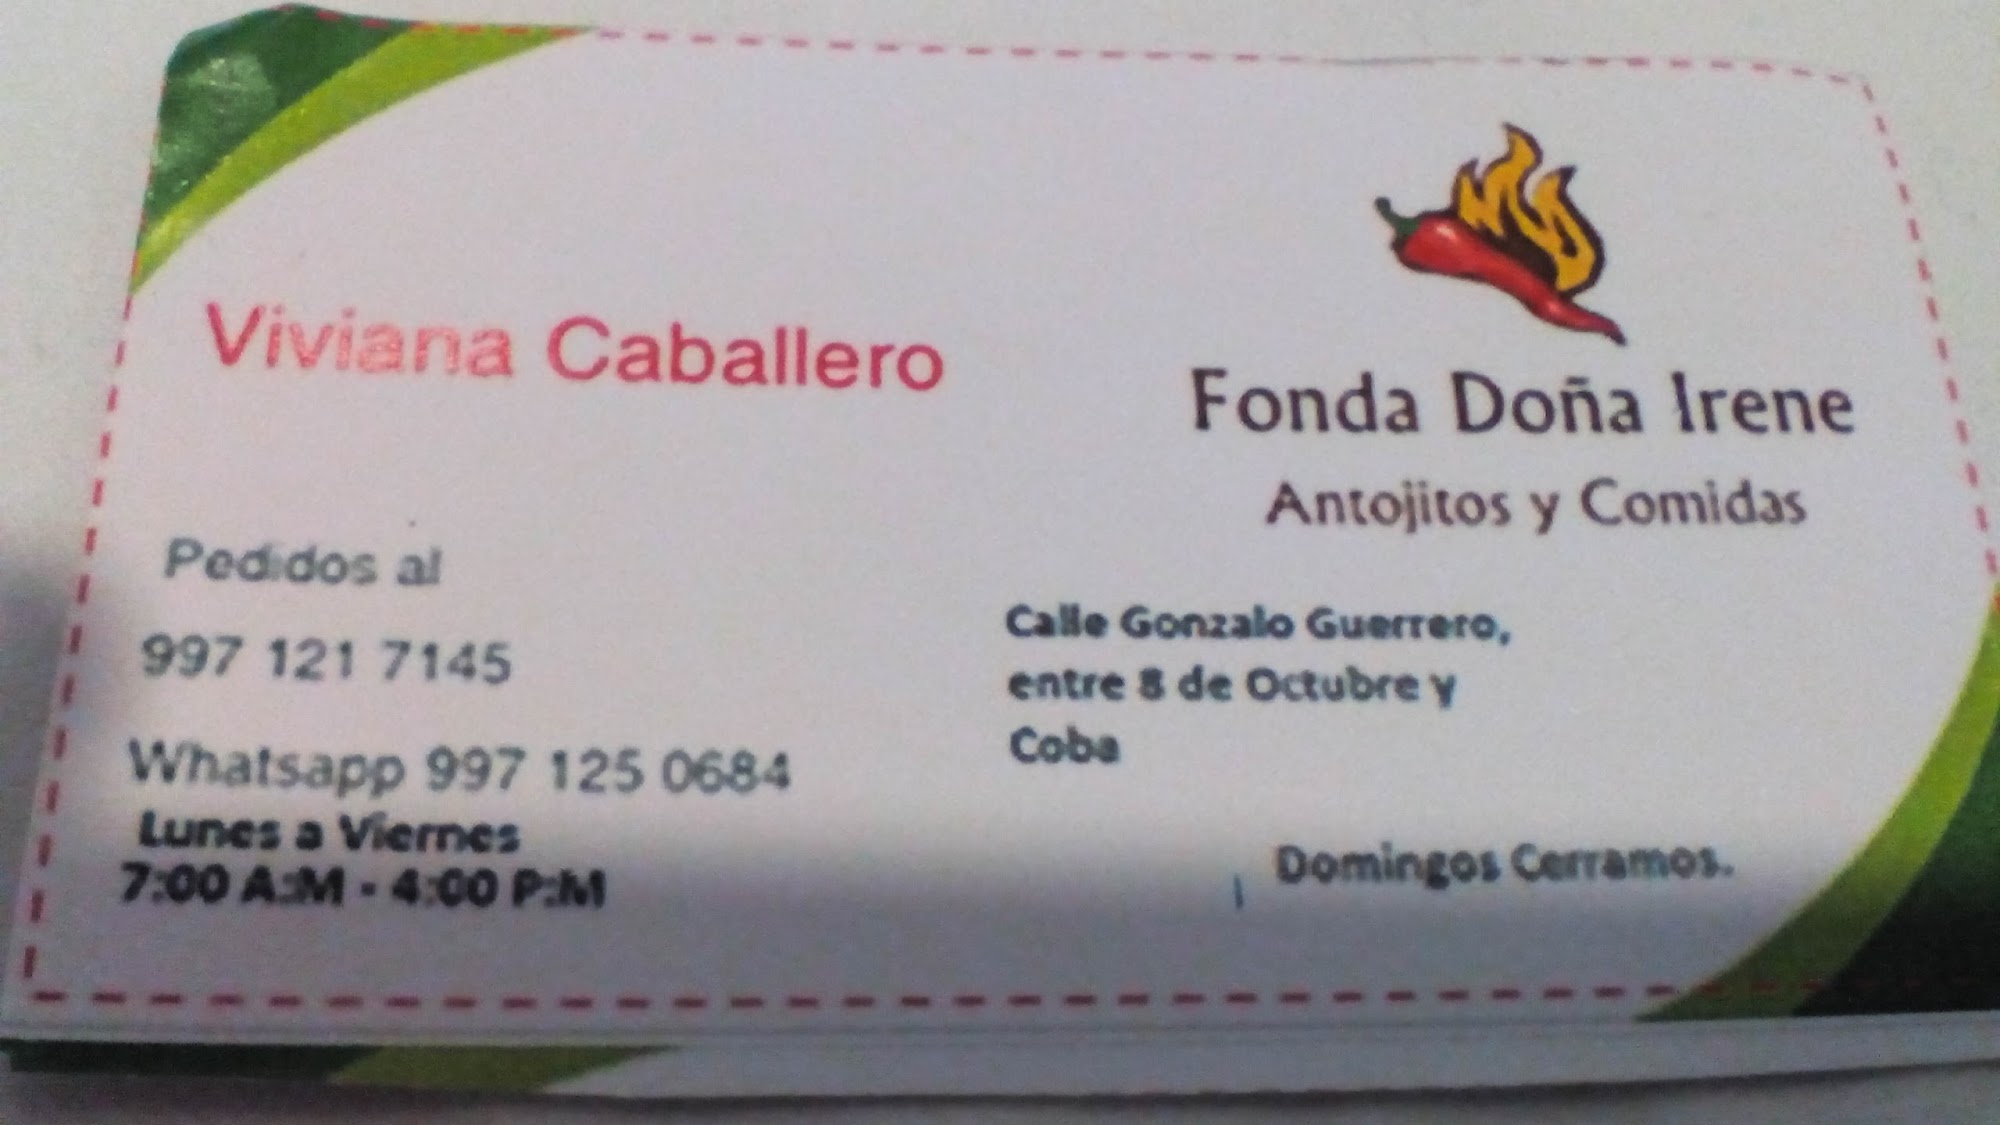 Viviana Caballero
Fonda Doña Irene
Antojitos y Comidas
Pedidos al
997 121 7145
Whatsapp 997 125 0684
Lunes a Viernes
7:00 A:M - 4:00 P:M
Calle Gonzalo Guerrero,
entre 8 de Octubre y
Coba
Domingos Cerramos.